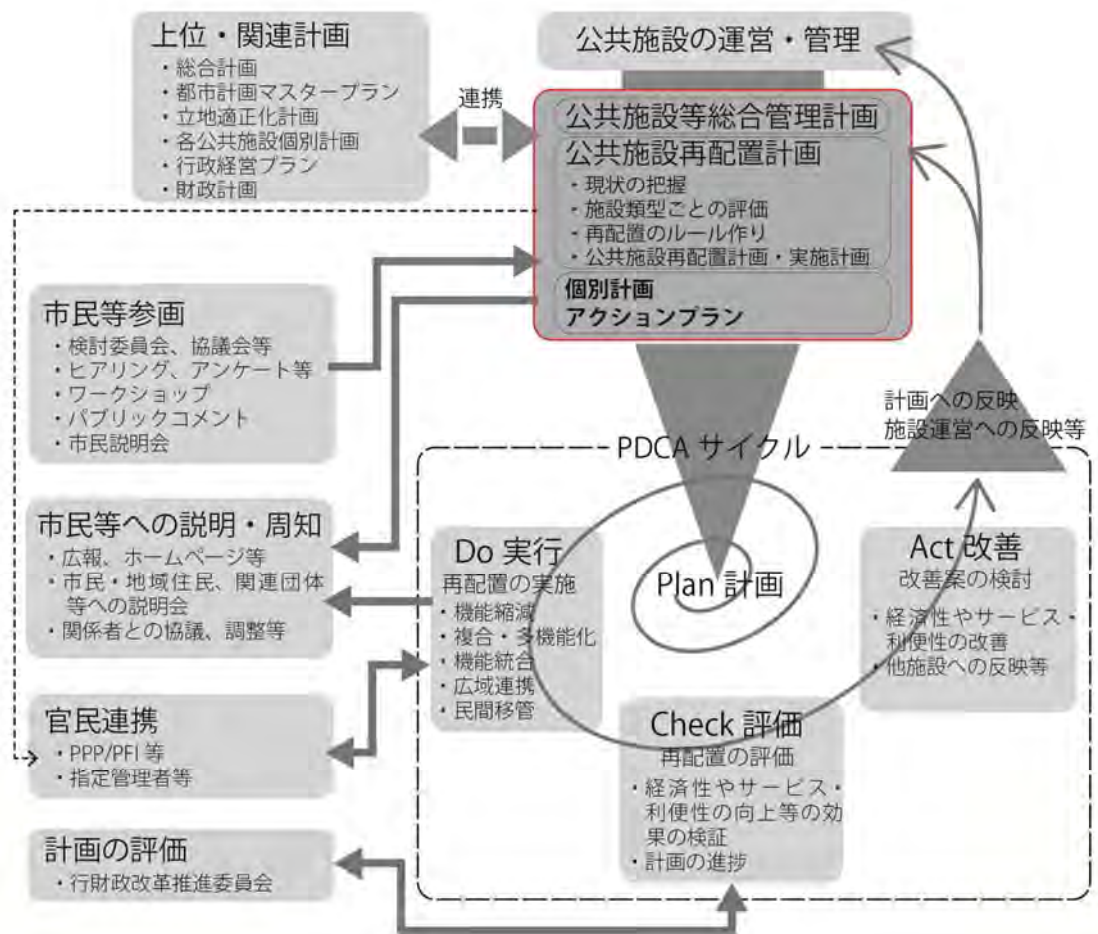 上位・関連計画
・総合計画
・都市計画マスタープラン
・立地適正化計画
・各公共施設個別計画
・行政経営プラン
・財政計画
連携
公共施設の運営・管理
公共施設等総合管理計画
公共施設再配置計画
・現状の把握
・施設類型ごとの評価
・再配置のルール作り
・公共施設再配置計画・実施計画
個別計画
アクションプラン
市民等参画
・検討委員会、協議会等
・ヒアリング、アンケート等
・ワークショップ
・パブリックコメント
・市民説明会
計画への反映
施設運営への反映等
PDCA サイクル
市民等への説明・周知
・広報、ホームページ等
・市民・地域住民、関連団体
等への説明会
・関係者との協議、調整等
Do 実行
再配置の実施
・機能縮減
・複合・多機能化
・機能統合
・広域連携
・民間移管
Plan 計画
Act 改善
改善案の検討
・経済性やサービス・
利便性の改善
・他施設への反映等
Check 評価
再配置の評価
・経済性やサービス・
利便性の向上等の効
果の検証
・計画の進捗
官民連携
・PPP/PFI 等
・指定管理者等
計画の評価
・行財政改革推進委員会